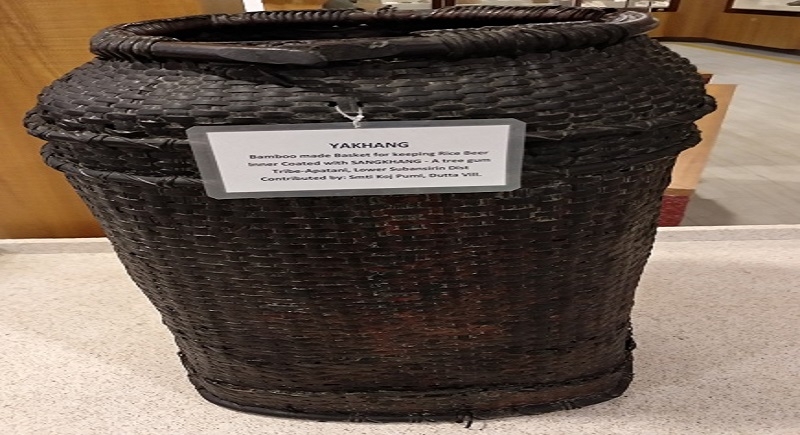 YAKHANG
Bamboo made Basket for keeping Rice Beer
Inner Coated with SANGKHANG - A tree gum
Tribe-Apatani, Lower Subansirin Dist
Contributed by: Smti Koj Pumi, Dutta Vill.